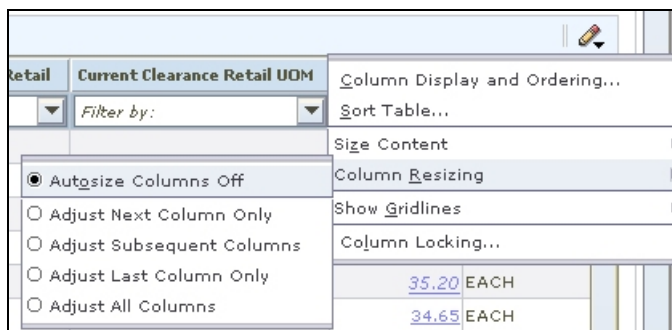 Retail
Current Clearance Retail UOM
Filter by:
Column Display and Ordering...
Sort Table...
Size Content
Column Resizing
Show Gridlines
Column Locking...
Autosize Columns Off
Adjust Next Column Only
Adjust Subsequent Columns
Adjust Last Column Only
Adjust All Columns
35.20 EACH
34.65 EACH